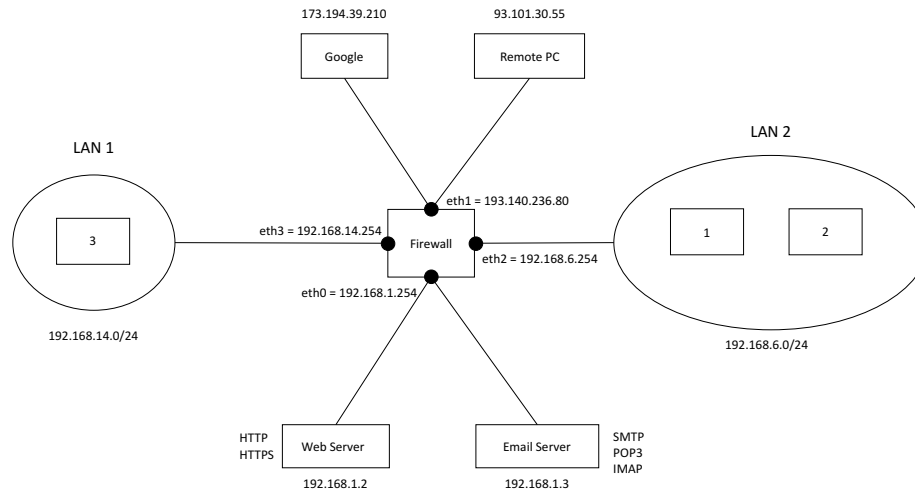 173.194.39.210
93.101.30.55
Google
Remote PC
LAN 1
LAN 2
eth1 = 193.140.236.80
3
eth3 = 192.168.14.254
Firewall
1
2
eth2 = 192.168.6.254
eth0 = 192.168.1.254
192.168.14.0/24
192.168.6.0/24
HTTP
HTTPS
Web Server
Email Server
SMTP
POP3
IMAP
192.168.1.2
192.168.1.3